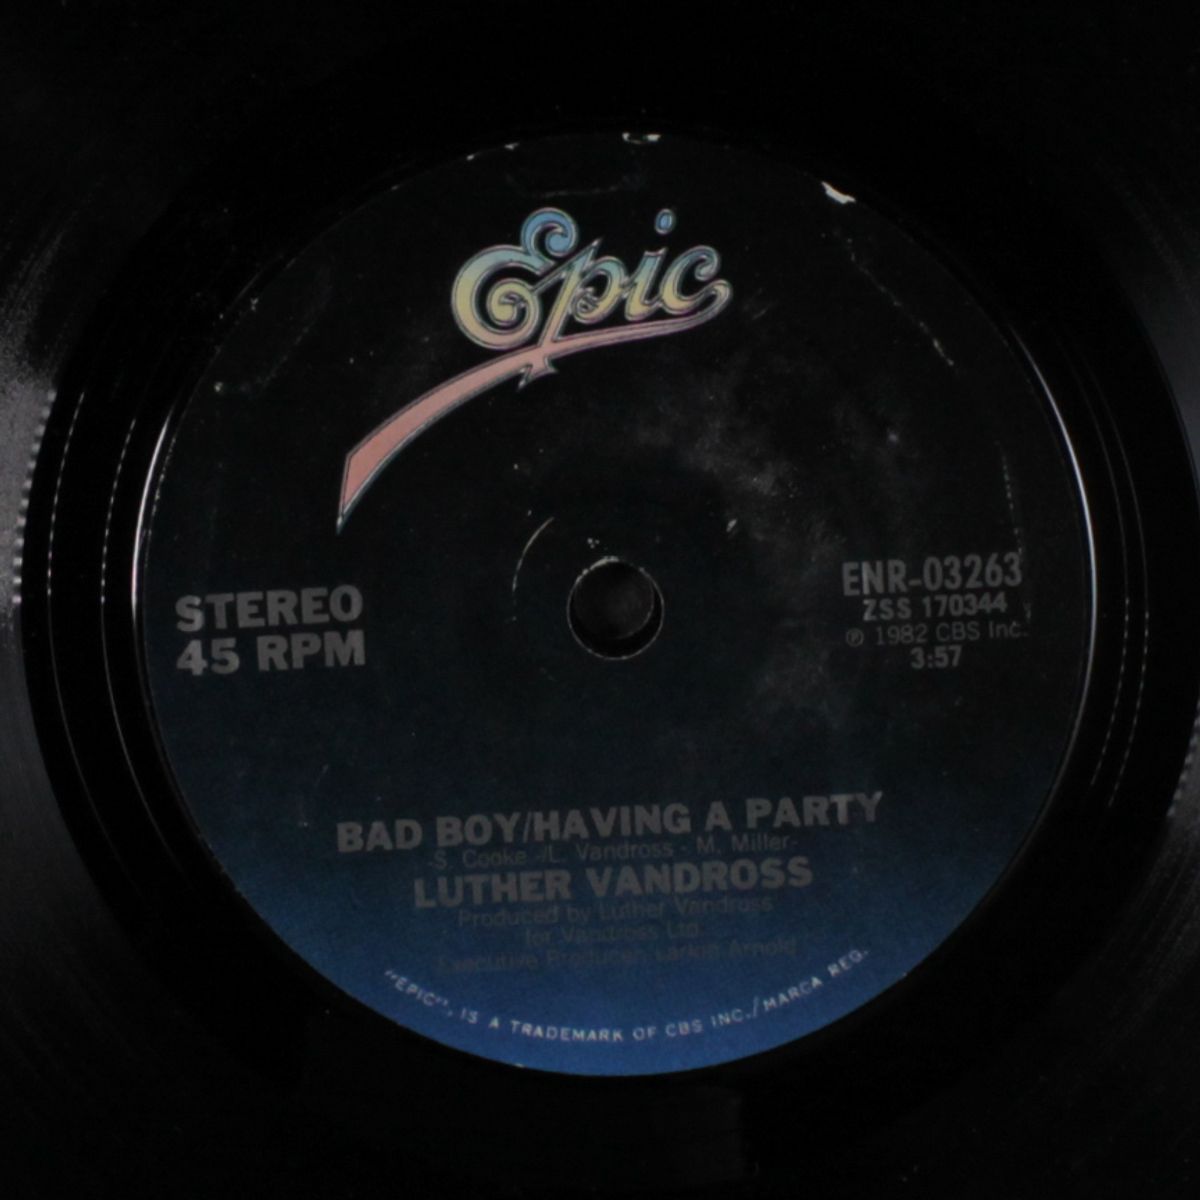 Epic
STEREO
45 RPM
ENR-03263
ZSS 170344
℗ 1982 CBS Inc.
3:57
BAD BOY/HAVING A PARTY
-S. Cooke -/L. Vandross - M. Miller-
LUTHER VANDROSS
Produced by Luther Vandross
for Vandross Ltd.
Executive Producer: Larkin Arnold
"EPIC", IS A TRADEMARK OF CBS INC./MARCA REG.